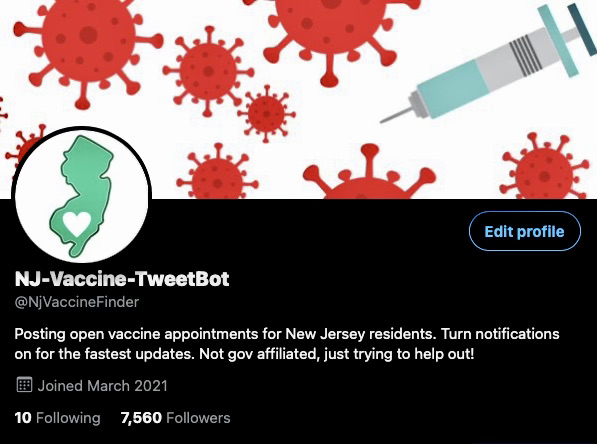 Edit profile
NJ-Vaccine-TweetBot
@NjVaccineFinder
Posting open vaccine appointments for New Jersey residents. Turn notifications
on for the fastest updates. Not gov affiliated, just trying to help out!
Joined March 2021
10 Following 7,560 Followers